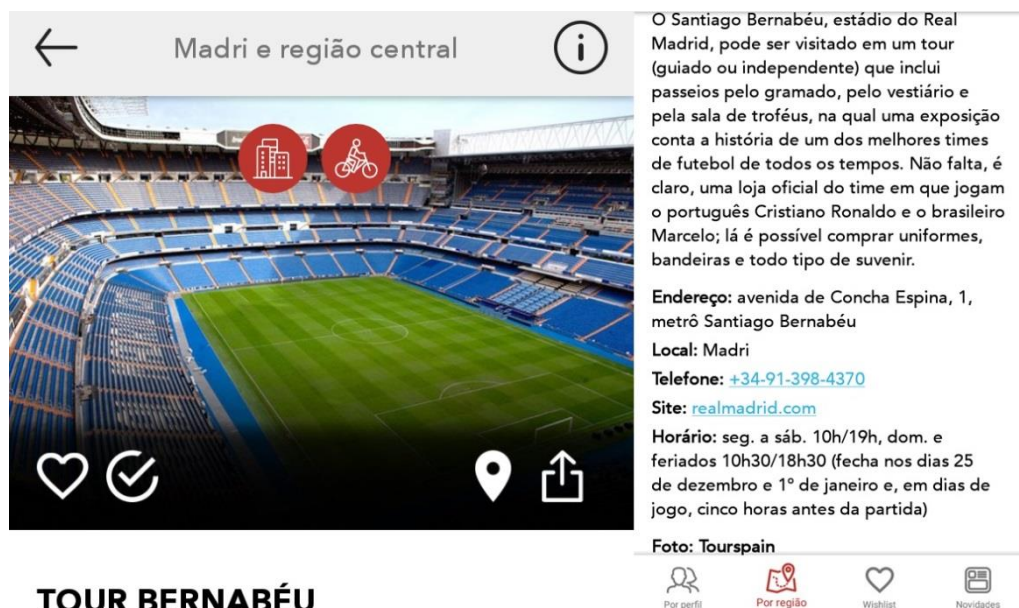 Madri e região central
TOUR BERNABÉU
O Santiago Bernabéu, estádio do Real
Madrid, pode ser visitado em um tour
(guiado ou independente) que inclui
passeios pelo gramado, pelo vestiário e
pela sala de troféus, na qual uma exposição
conta a história de um dos melhores times
de futebol de todos os tempos. Não falta, é
claro, uma loja oficial do time em que jogam
o português Cristiano Ronaldo e o brasileiro
Marcelo; lá é possível comprar uniformes,
bandeiras e todo tipo de suvenir.
Endereço: avenida de Concha Espina, 1,
metrô Santiago Bernabéu
Local: Madri
Telefone: +34-91-398-4370
Site: realmadrid.com
Horário: seg. a sáb. 10h/19h, dom. e
feriados 10h30/18h30 (fecha nos dias 25
de dezembro e 1º de janeiro e, em dias de
jogo, cinco horas antes da partida)
Foto: Tourspain
Por perfil
Por região
Wishlist
Novidades